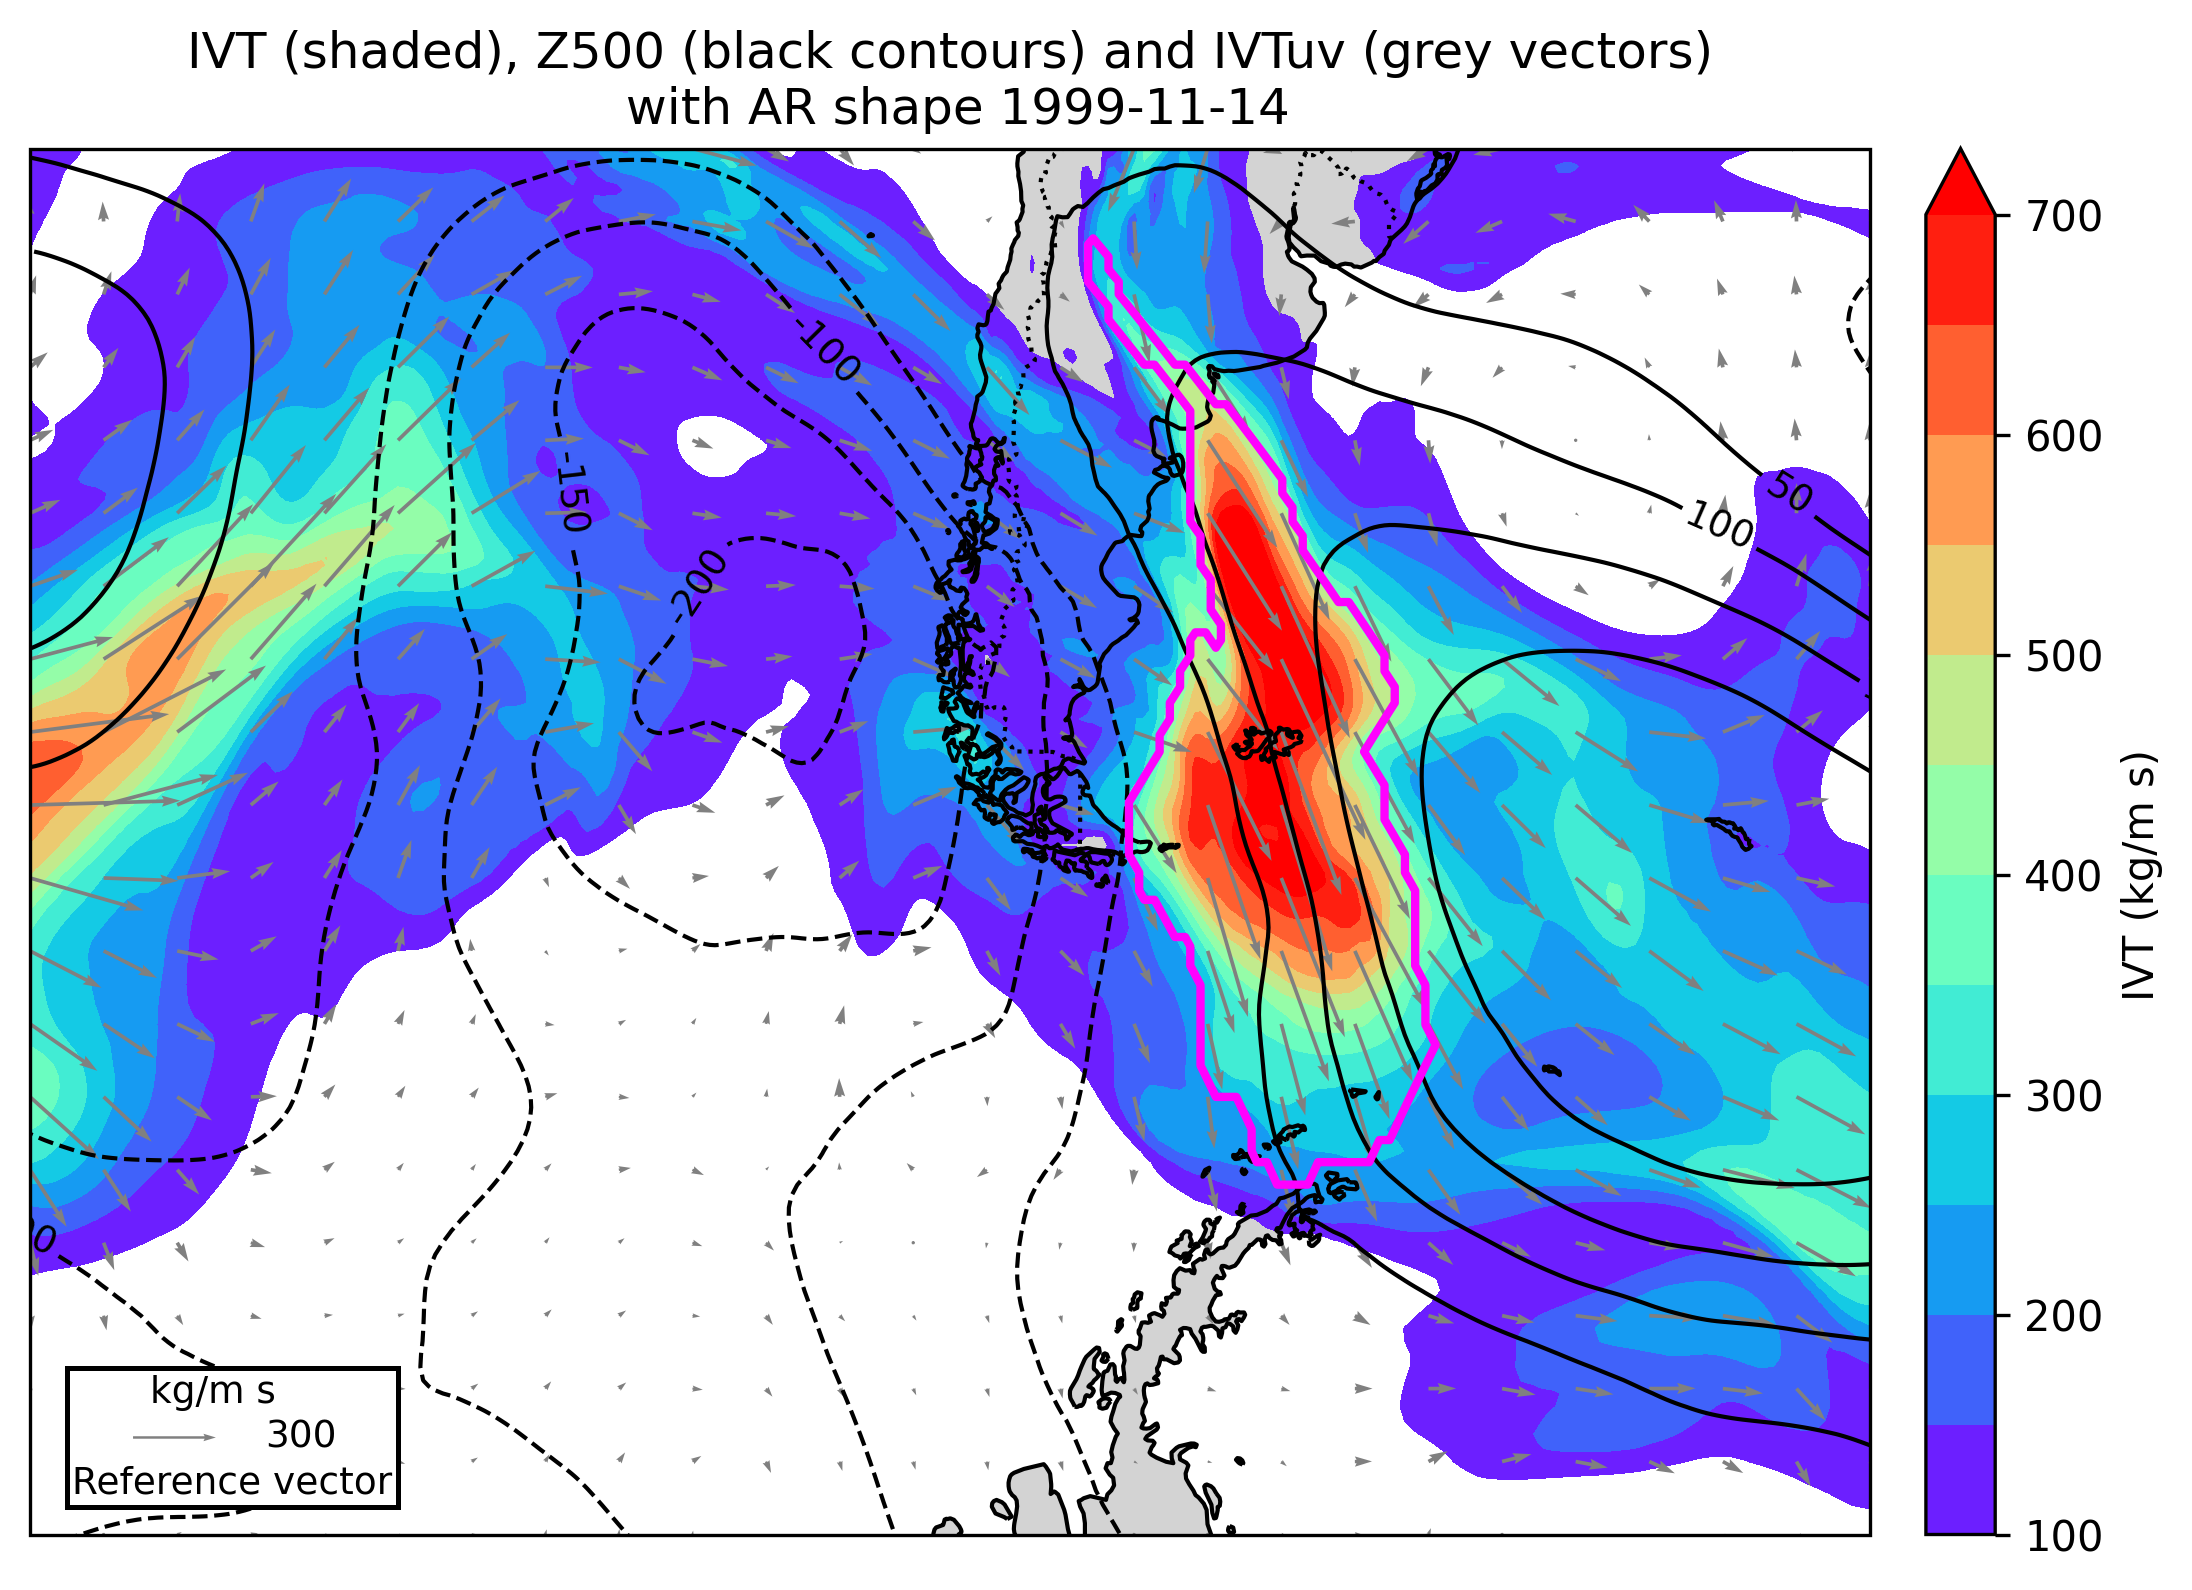 IVT (shaded), Z500 (black contours) and IVTuv (grey vectors)
with AR shape 1999-11-14
-100
-150
-200
50
100
0
kg/m s
300
Reference vector
700
600
500
400
300
200
100
IVT (kg/m s)